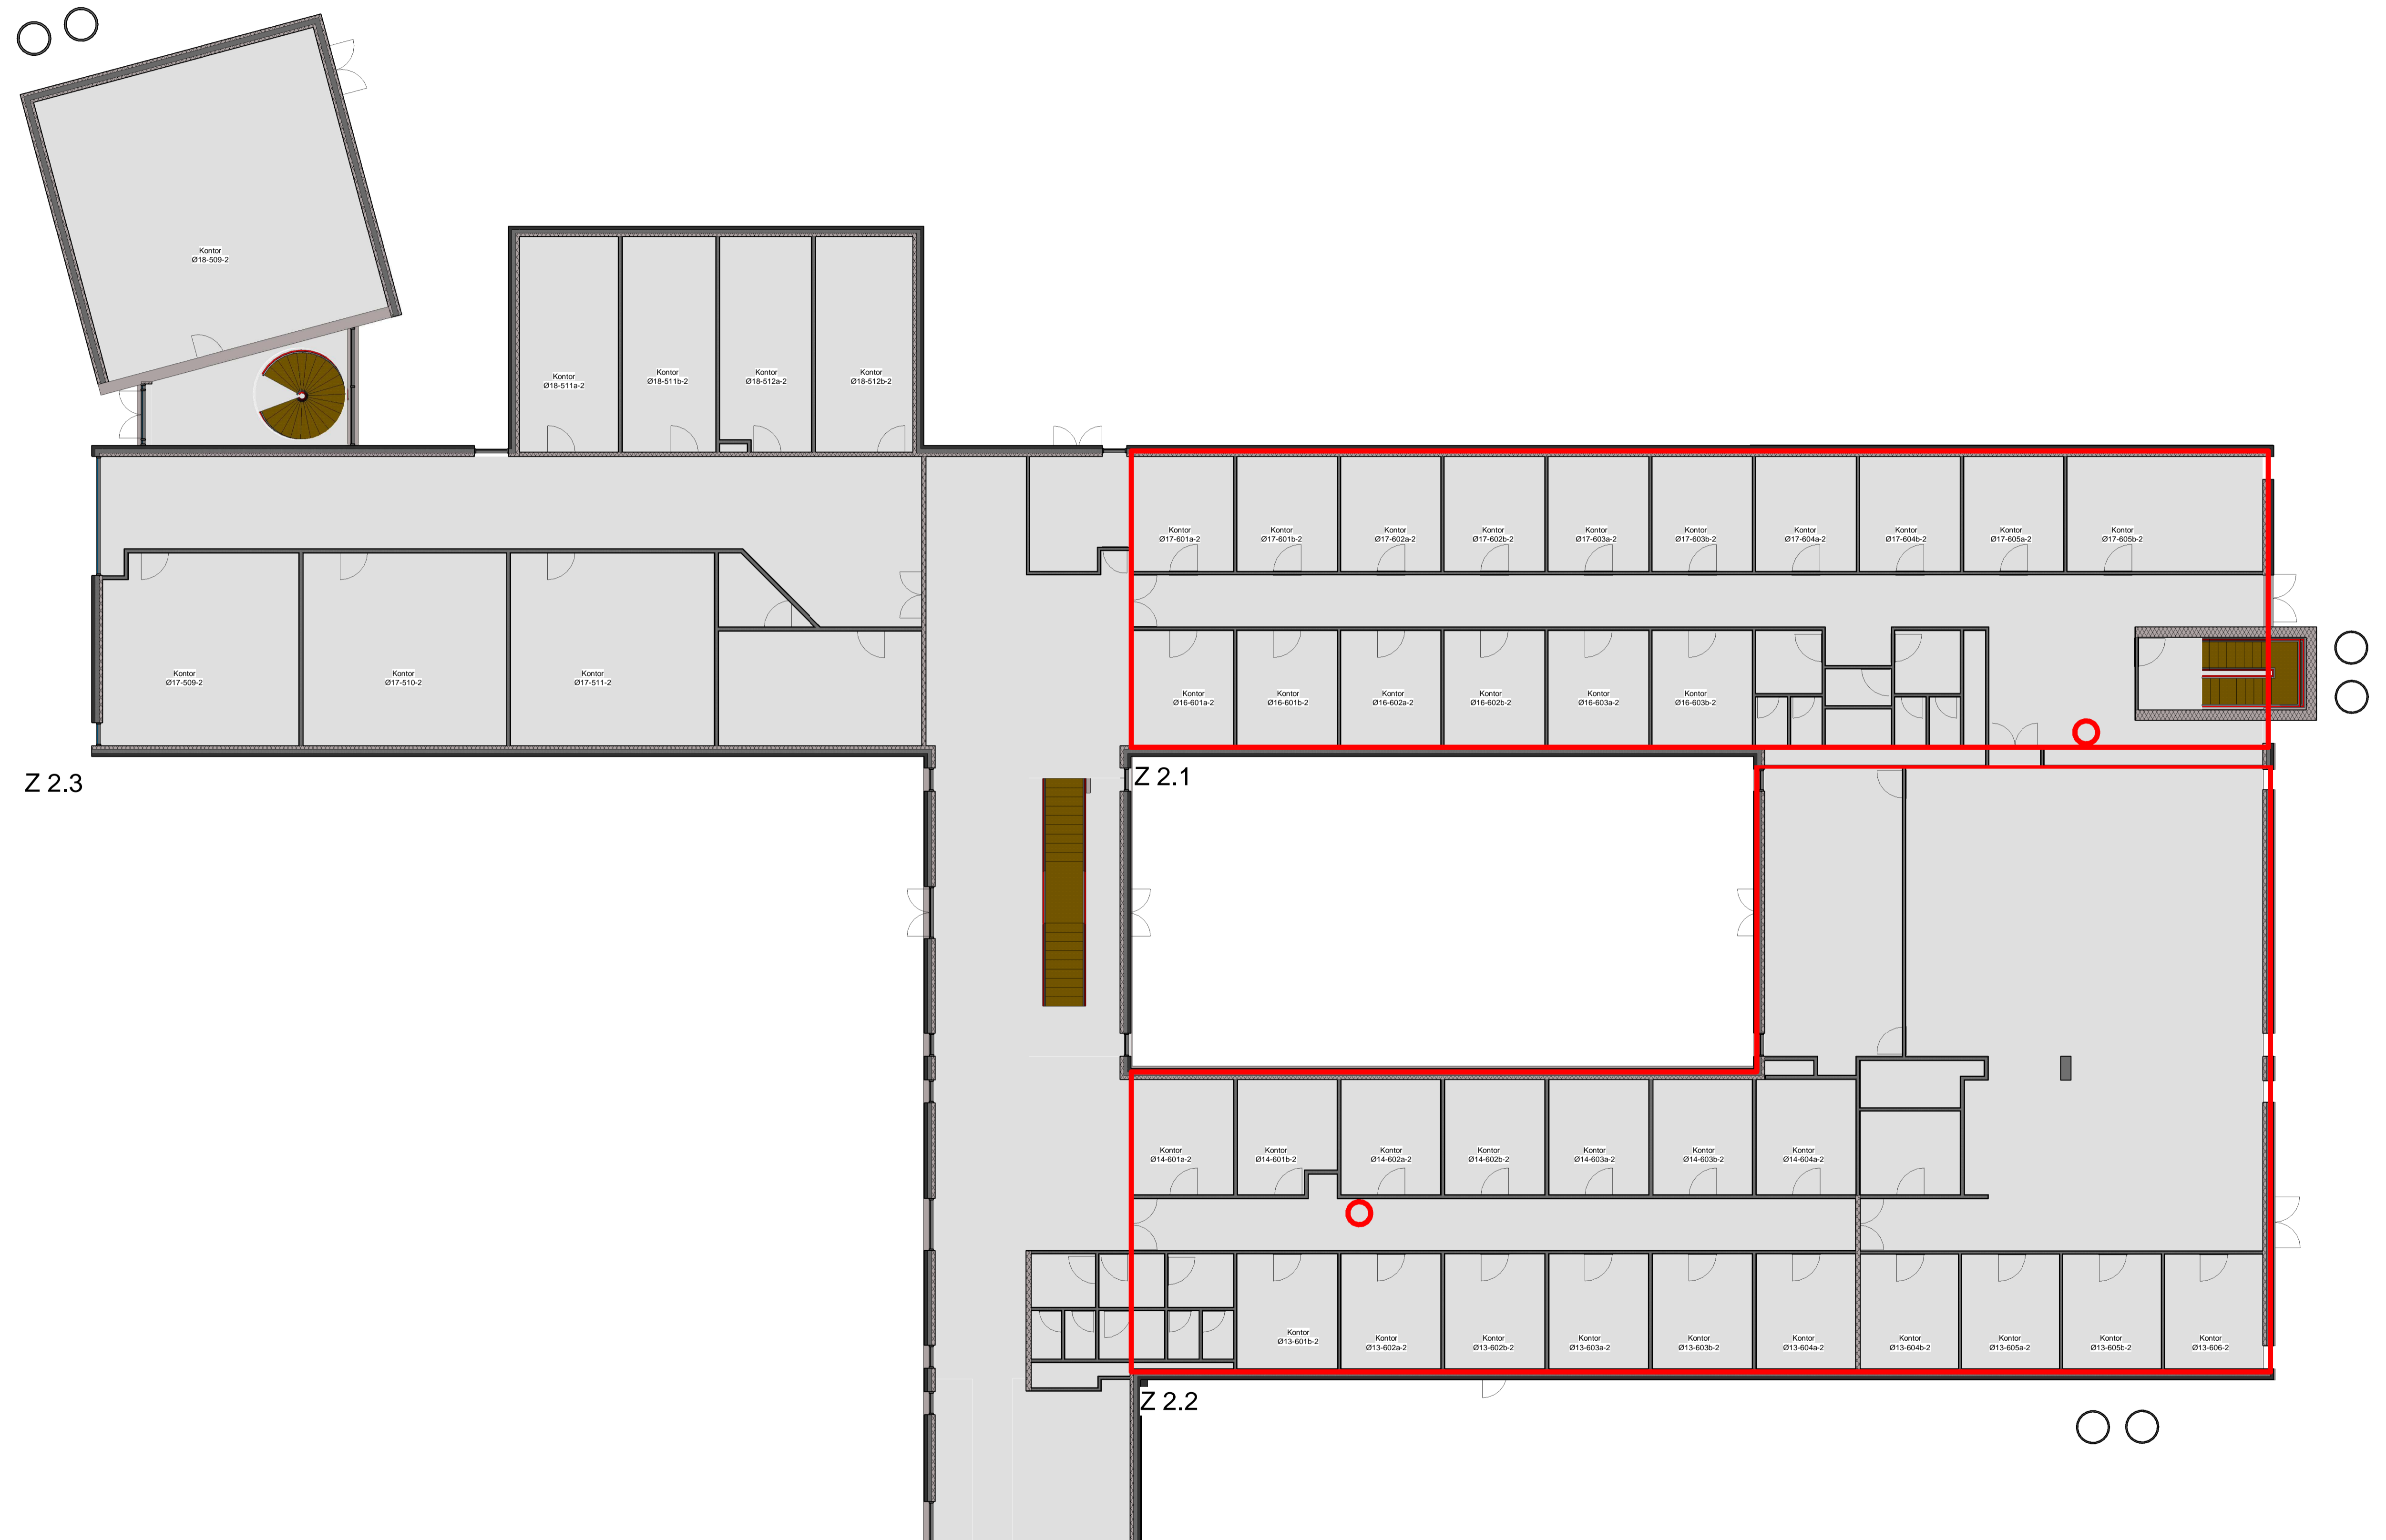 Kontor
Ø18-509-2
Kontor
Ø18-511a-2
Kontor
Ø18-511b-2
Kontor
Ø18-512a-2
Kontor
Ø18-512b-2
Kontor
Ø17-601a-2
Kontor
Ø17-601b-2
Kontor
Ø17-602a-2
Kontor
Ø17-602b-2
Kontor
Ø17-603a-2
Kontor
Ø17-603b-2
Kontor
Ø17-604a-2
Kontor
Ø17-604b-2
Kontor
Ø17-605a-2
Kontor
Ø17-605b-2
Kontor
Ø17-509-2
Kontor
Ø17-510-2
Kontor
Ø17-511-2
Kontor
Ø16-601a-2
Kontor
Ø16-601b-2
Kontor
Ø16-602a-2
Kontor
Ø16-602b-2
Kontor
Ø16-603a-2
Kontor
Ø16-603b-2
Z 2.3
Z 2.1
Kontor
Ø14-601a-2
Kontor
Ø14-601b-2
Kontor
Ø14-602a-2
Kontor
Ø14-602b-2
Kontor
Ø14-603a-2
Kontor
Ø14-603b-2
Kontor
Ø14-604a-2
Kontor
Ø13-601b-2
Kontor
Ø13-602a-2
Kontor
Ø13-602b-2
Kontor
Ø13-603a-2
Kontor
Ø13-603b-2
Kontor
Ø13-604a-2
Kontor
Ø13-604b-2
Kontor
Ø13-605a-2
Kontor
Ø13-605b-2
Kontor
Ø13-606-2
Z 2.2